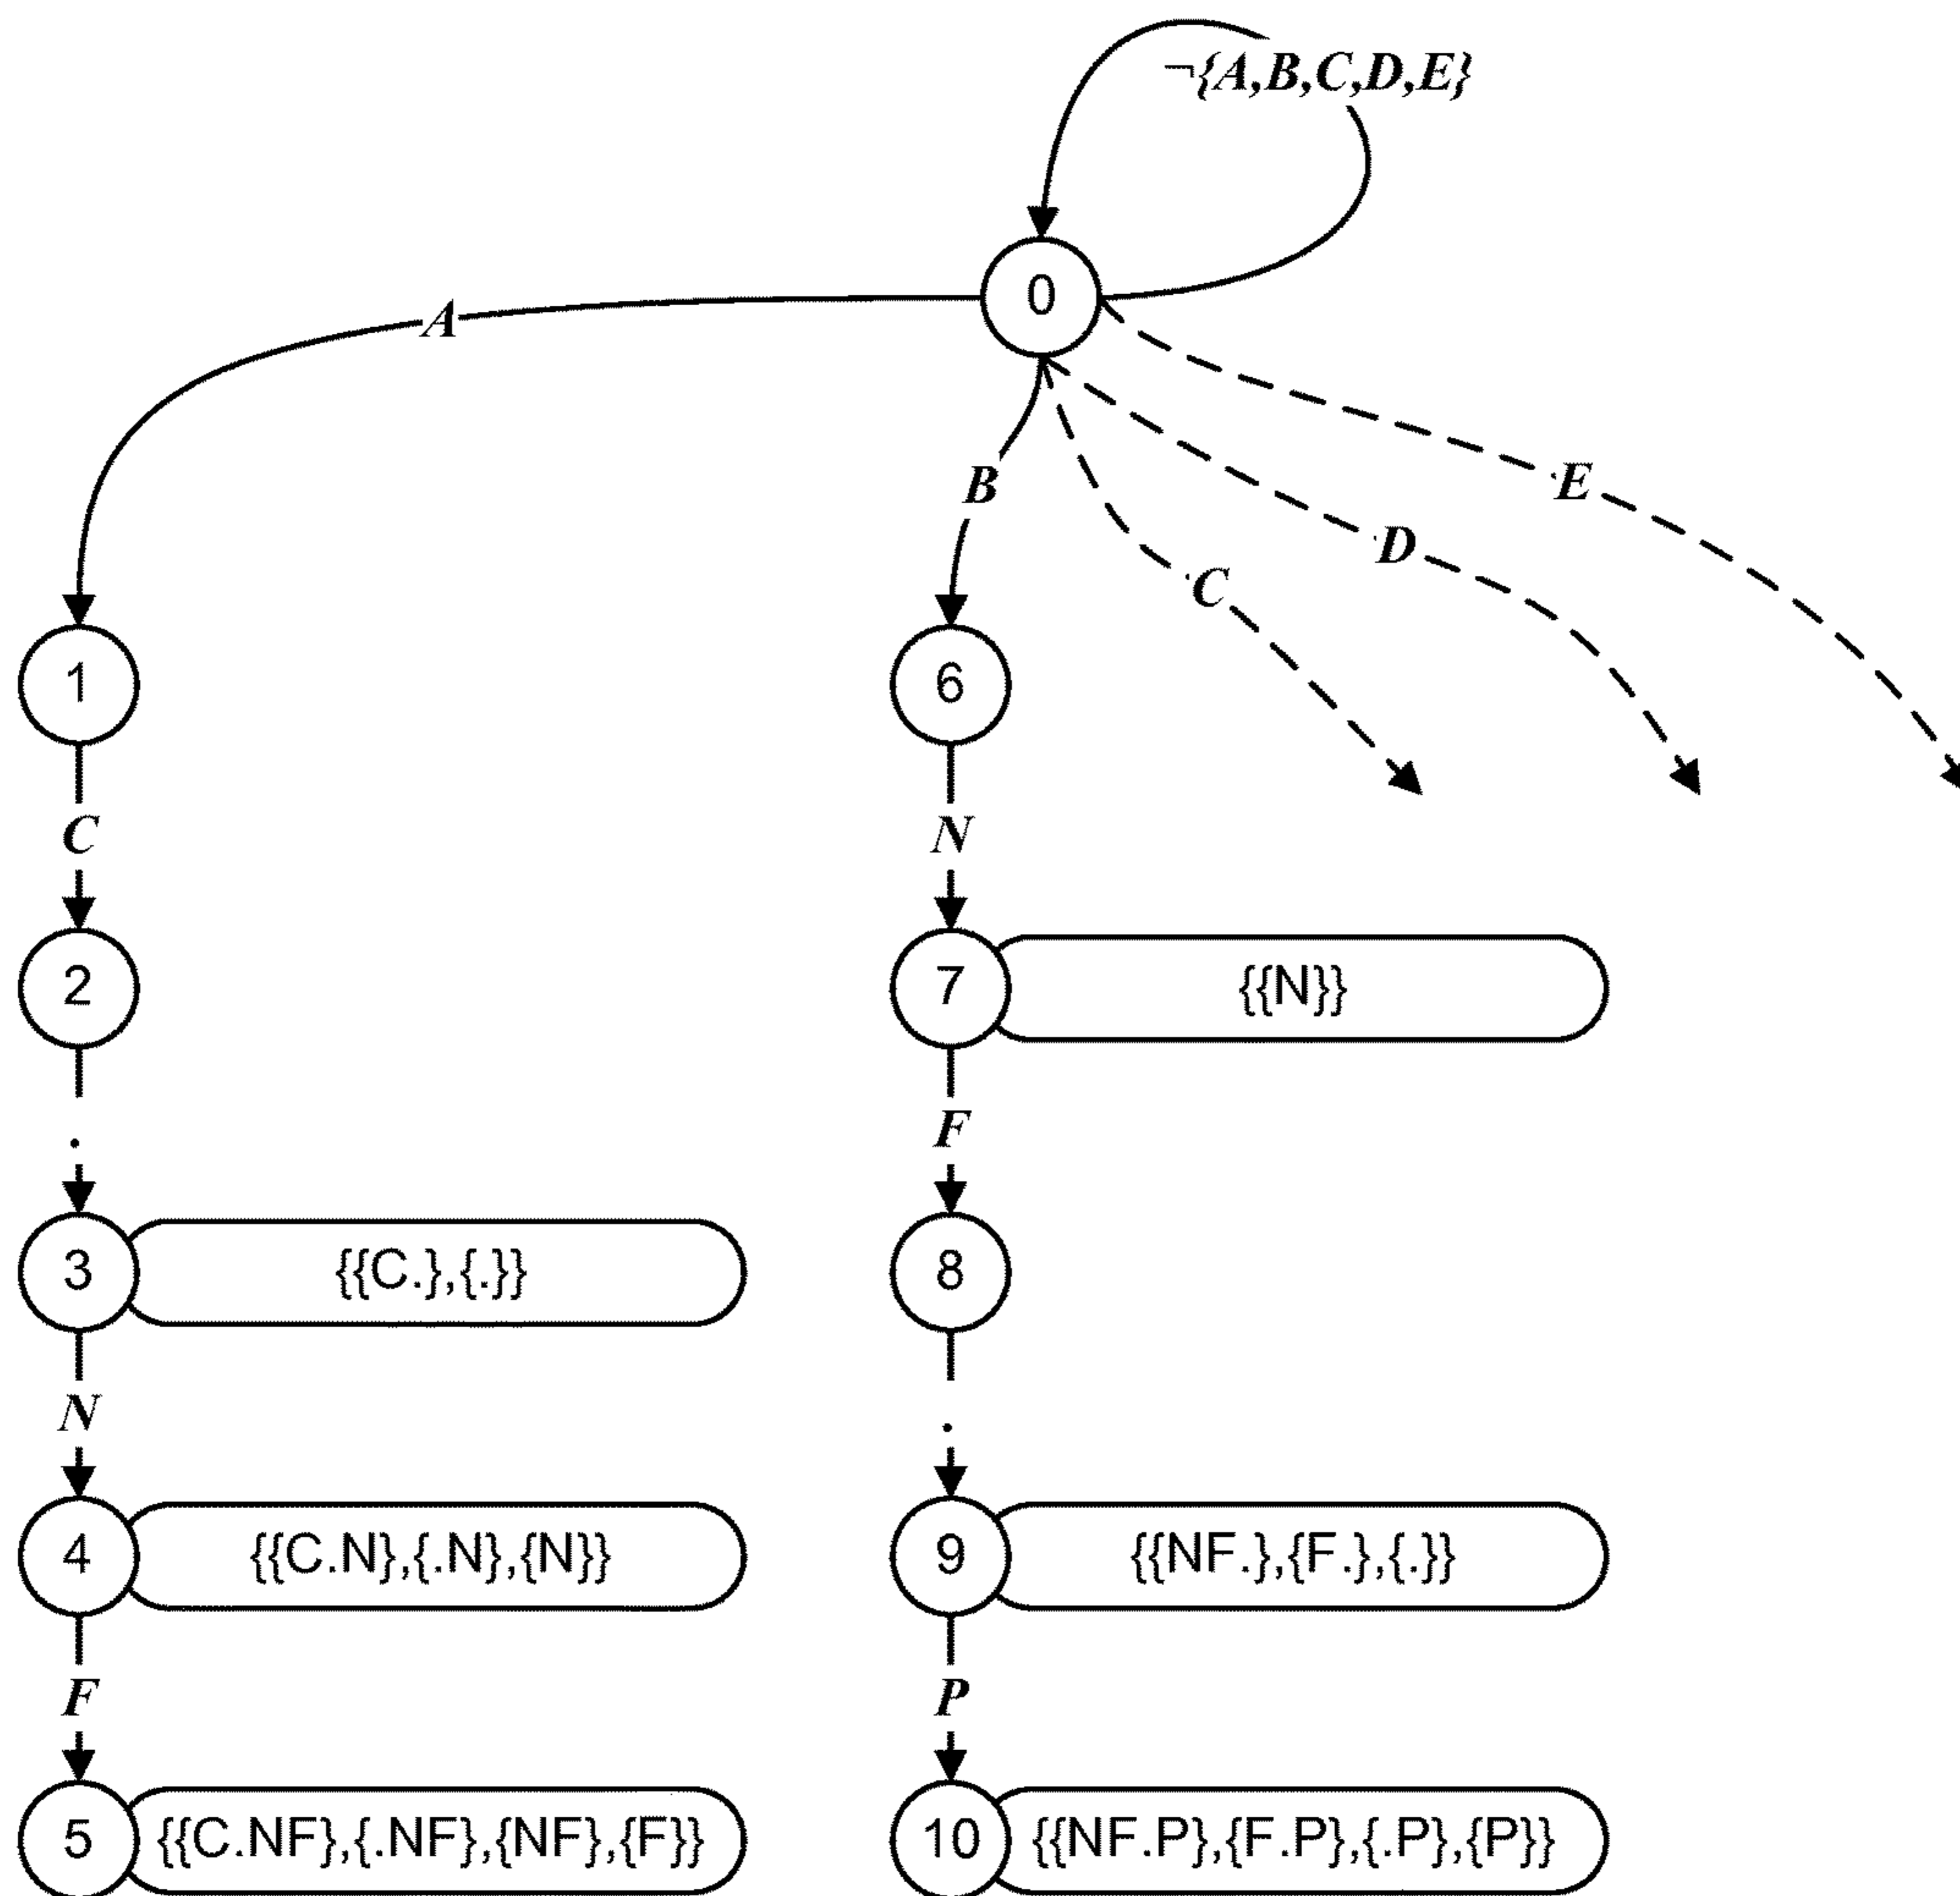 ¬{A,B,C,D,E}
0
A
B
E
D
C
1
6
C
N
2
7
{{N}}
.
F
3
{{C.},{.}}
8
N
.
4
{{C.N},{.N},{N}}
9
{{NF.},{F.},{.}}
F
P
5
{{C.NF},{.NF},{NF},{F}}
10
{{NF.P},{F.P},{.P},{P}}